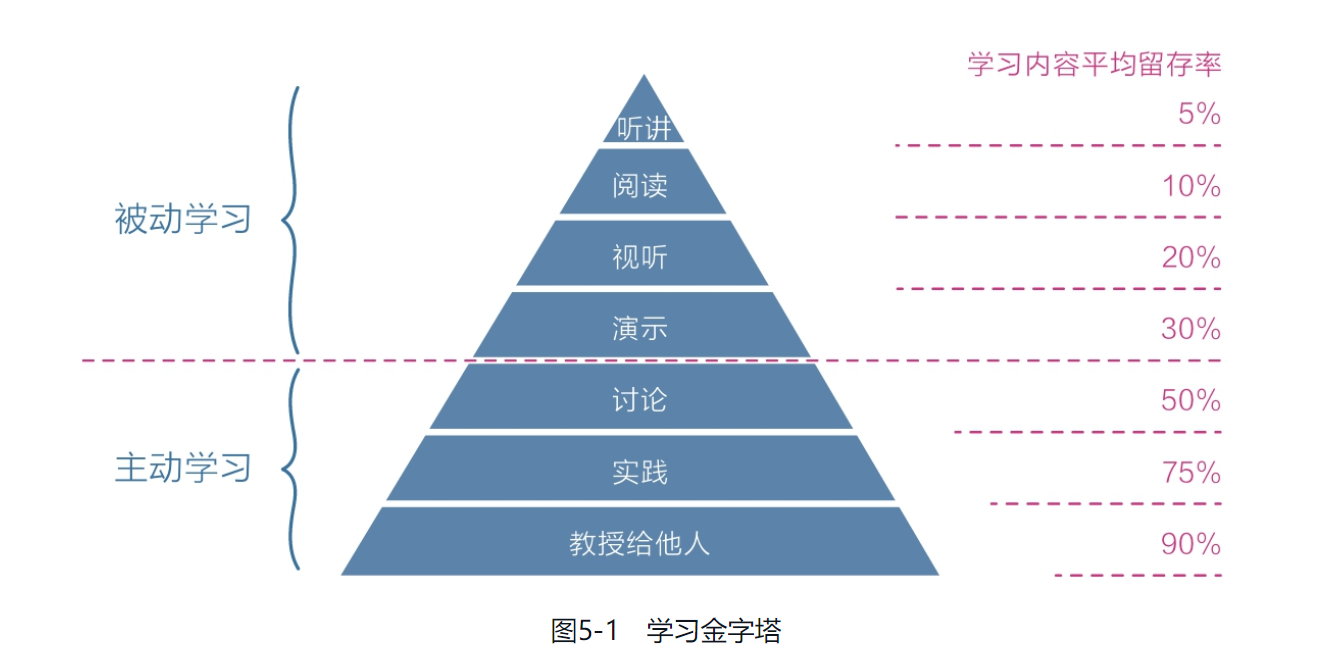 学习内容平均留存率
听讲
5%
阅读
10%
被动学习
视听
20%
演示
30%
讨论
50%
主动学习
实践
75%
教授给他人
90%
图5-1 学习金字塔